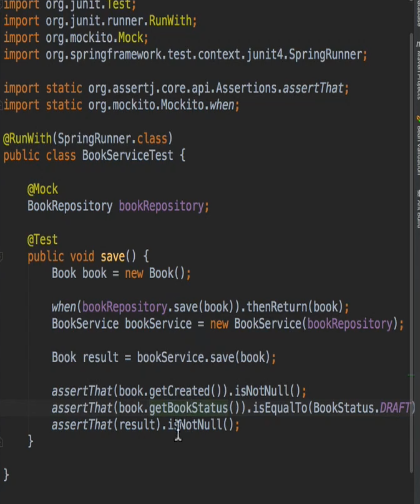 import org.junit.Test;
import org.junit.runner.RunWith;
import org.mockito.Mock;
import org.springframework.test.context.junit4.SpringRunner;
import static org.assertj.core.api.Assertions.assertThat;
import static org.mockito.Mockito.when;
@RunWith(SpringRunner.class)
public class BookServiceTest {
@Mock
BookRepository bookRepository;
@Test
public void save() {
Book book = new Book();
when(bookRepository.save(book)).thenReturn(book);
BookService bookService = new BookService(bookRepository);
Book result = bookService.save(book);
assertThat(book.getCreated()).isNotNull();
assertThat(book.getBookStatus()).isEqualTo(BookStatus.DRAFT)
assertThat(result).isNotNull();
}
}